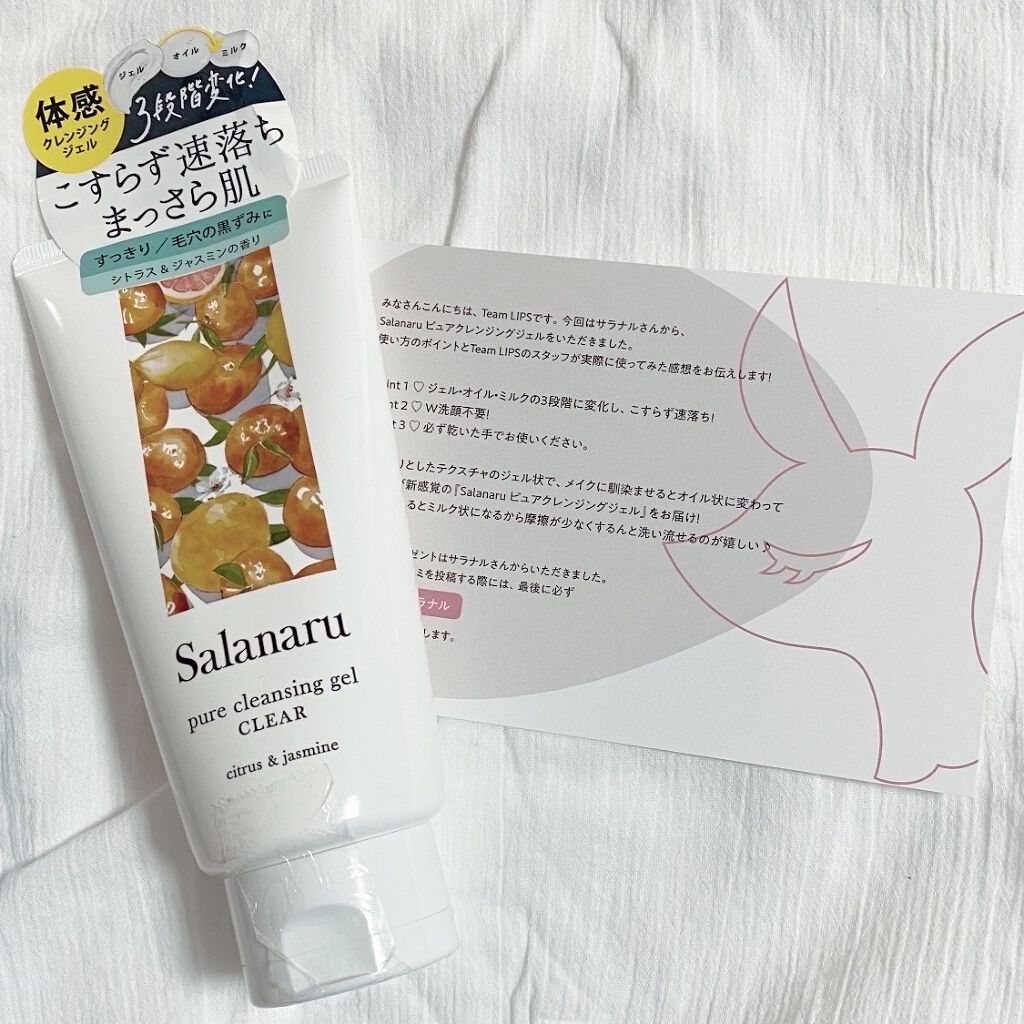 ジェル
オイル
ミルク
3段階変化!
体感
クレンジング
ジェル
こすらず速落ち
まっさら肌
すっきり/毛穴の黒ずみに
シトラス&ジャスミンの香り
Salanaru
pure cleansing gel
CLEAR
citrus & jasmine
みなさんこんにちは、Team LIPSです。今回はサラナルさんから、
Salanaru ピュアクレンジングジェルをいただきました。
使い方のポイントとTeam LIPSのスタッフが実際に使ってみた感想をお伝えします!
int 1 ♡ ジェル・オイル・ミルクの3段階に変化し、こすらず速落ち!
nt 2 ♡ W洗顔不要!
t 3 ♡ 必ず乾いた手でお使いください。
りとしたテクスチャのジェル状で、メイクに馴染ませるとオイル状に変わって
が新感覚の『Salanaru ピュアクレンジングジェル』をお届け!
るとミルク状になるから摩擦が少なくするんと洗い流せるのが嬉しい♪
ゼントはサラナルさんからいただきました。
ミを投稿する際には、最後に必ず
ラナル
します。